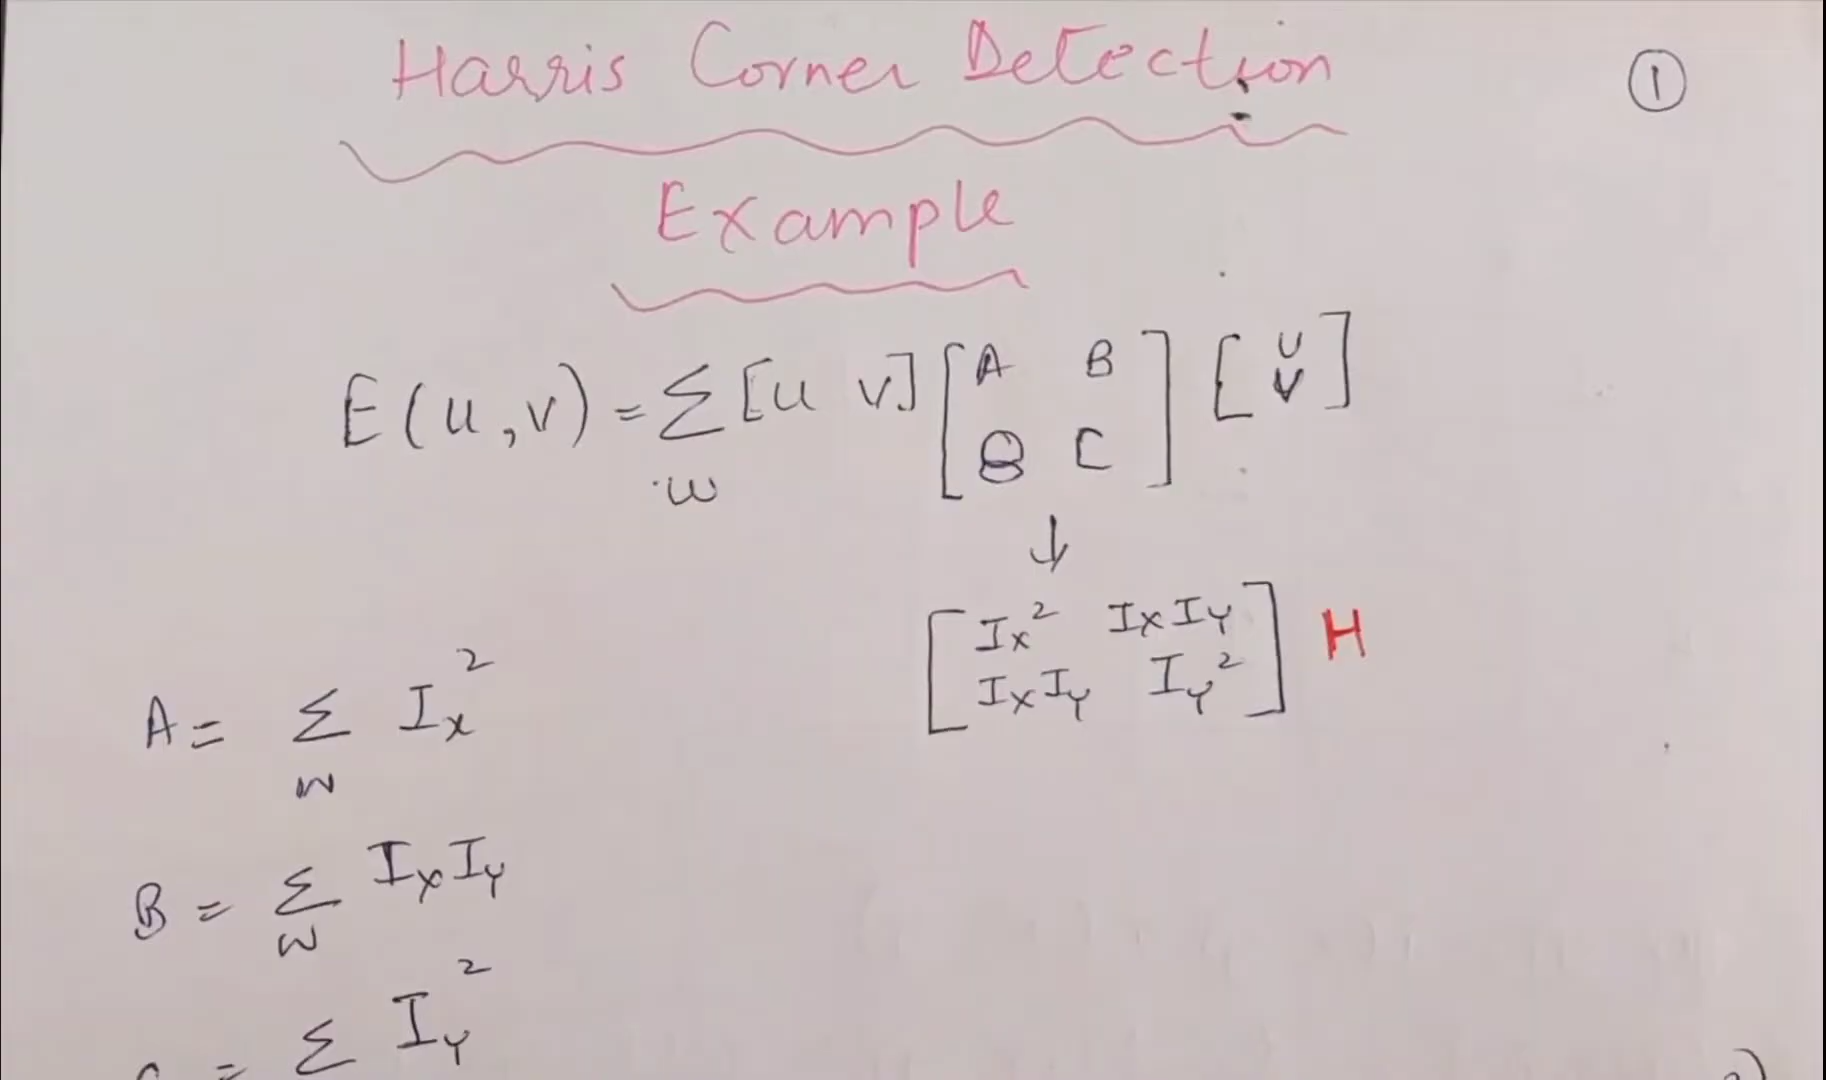 Harris Corner Detection
①
Example
E(u,v) = Σ [u v] [A B] [u]
w [B C] [v]
↓
[Ix² IxIy] H
[IxIy Iy²]
A = Σ Ix²
w
B = Σ IxIy
w
= Σ Iy²